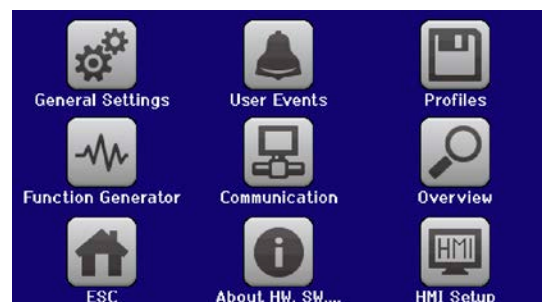 General Settings User Events Profiles
Function Generator Communication Overview
HMI
ESC About HW, SW,... HMI Setup